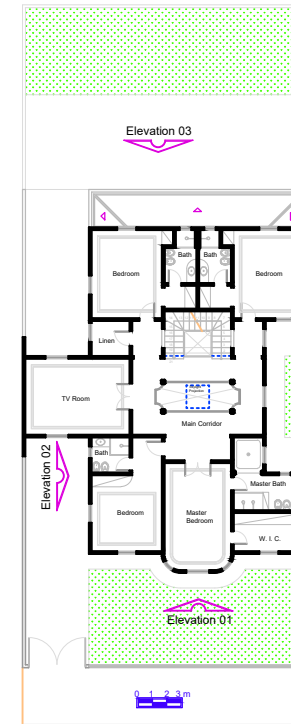 Elevation 03
Bath Bath
Bedroom Bedroom
Linen
TV Room
Main Corridor
Bath
Elevation 02
Master Bath
Bedroom
Master
Bedroom
W. I. C.
Elevation 01
0 1 2 3 m